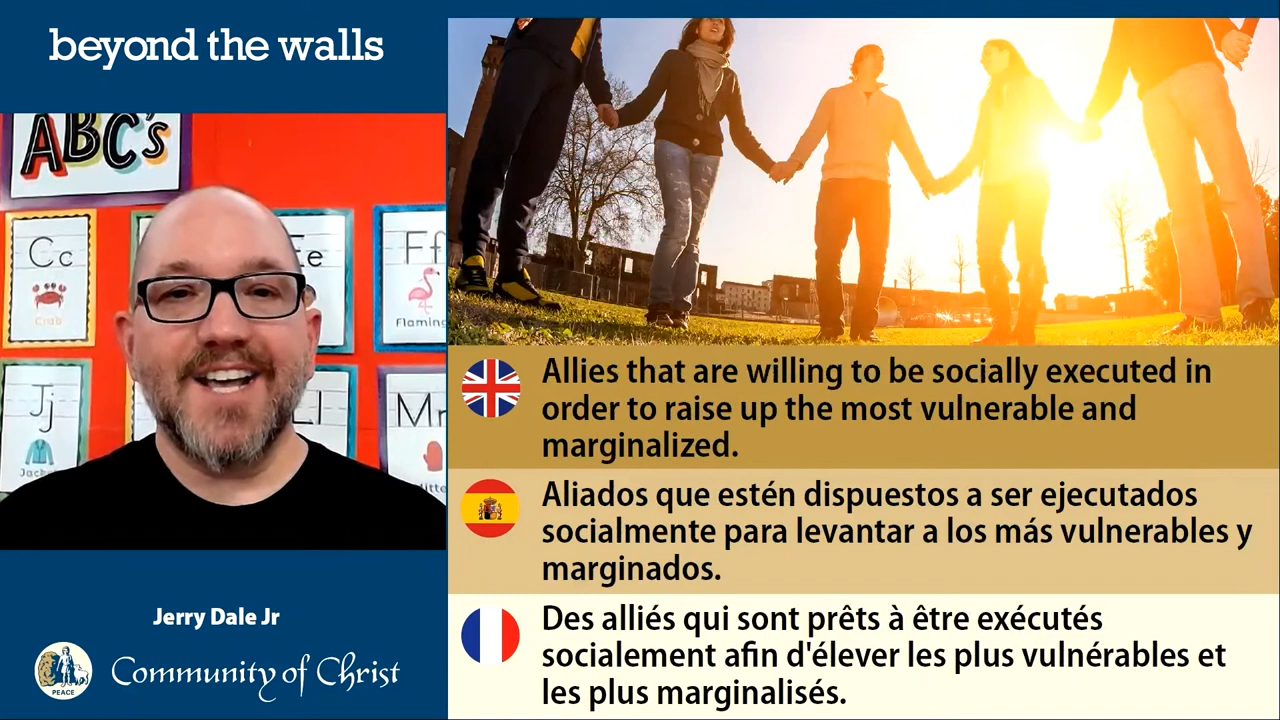 beyond the walls
ABC's
Cc
Crab
Ee
Ff
Flaming
Jj
Jacke
Ll
Allies that are willing to be socially executed in
order to raise up the most vulnerable and
marginalized.
Aliados que estén dispuestos a ser ejecutados
socialmente para levantar a los más vulnerables y
marginados.
Des alliés qui sont prêts à être exécutés
socialement afin d'élever les plus vulnérables et
les plus marginalisés.
Jerry Dale Jr
PEACE
Community of Christ